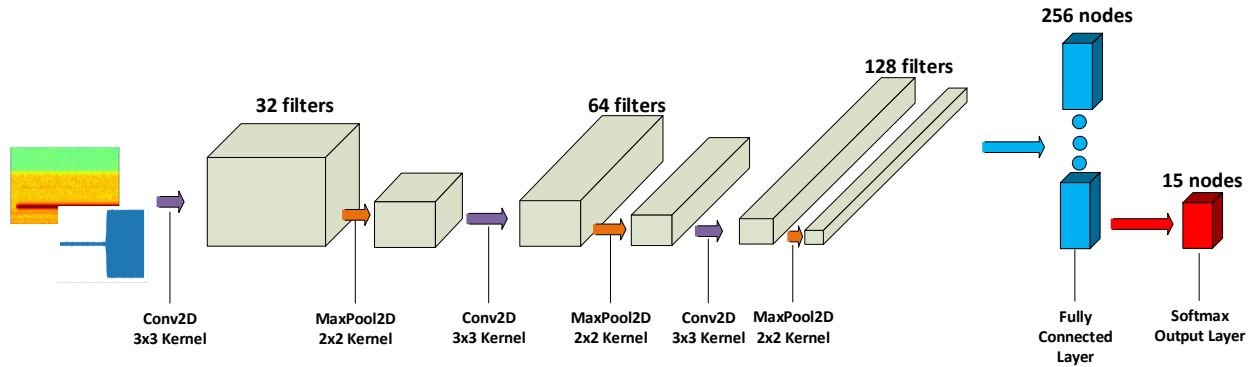 256 nodes
128 filters
32 filters
64 filters
15 nodes
Conv2D
3x3 Kernel
MaxPool2D
2x2 Kernel
Conv2D
3x3 Kernel
MaxPool2D
2x2 Kernel
Conv2D
3x3 Kernel
MaxPool2D
2x2 Kernel
Fully
Connected
Layer
Softmax
Output Layer